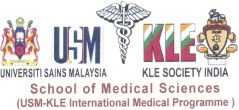 USM KLE
UNIVERSITI SAINS MALAYSIA KLE SOCIETY INDIA
School of Medical Sciences
(USM-KLE International Medical Programme)